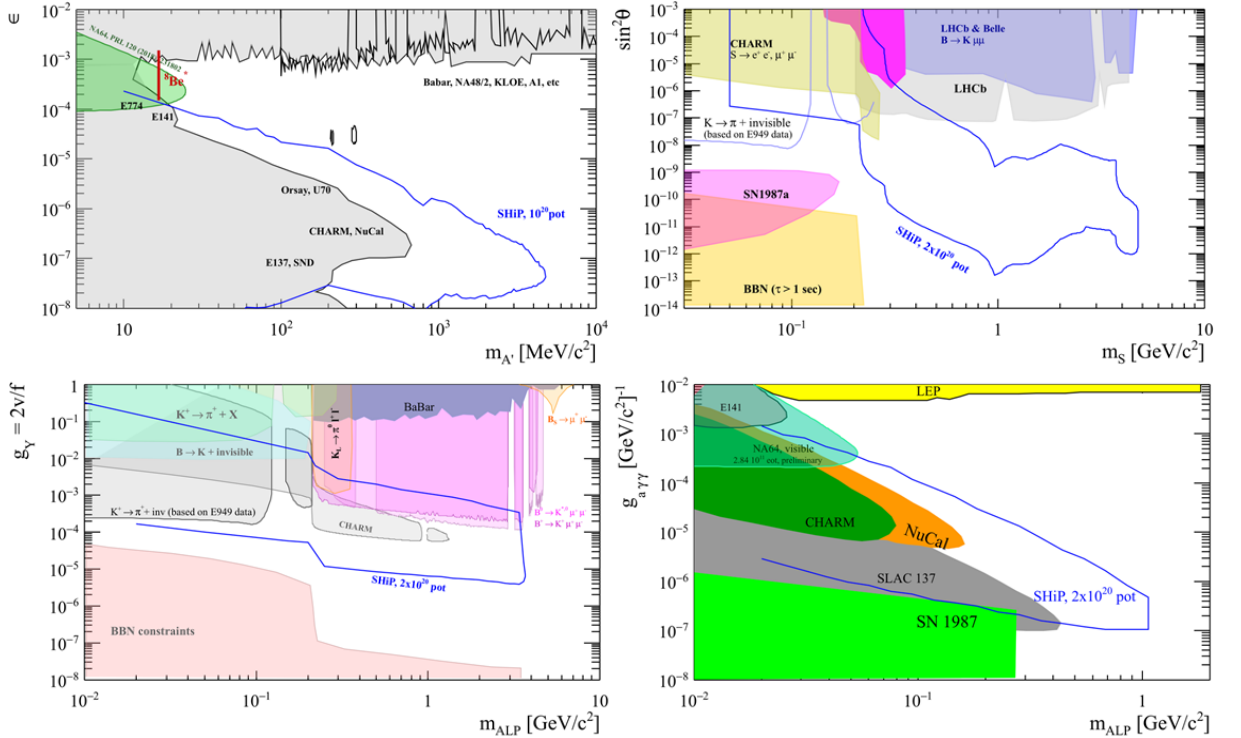 ϵ
10⁻²
10⁻³
10⁻⁴
10⁻⁵
10⁻⁶
10⁻⁷
10⁻⁸
NA64, PRL 120
⁸Be*
E774
E141
Babar, NA48/2, KLOE, A1, etc
Orsay, U70
SHiP, 10²⁰pot
CHARM, NuCal
E137, SND
10
10²
10³
10⁴
m_A' [MeV/c²]
sin²θ
10⁻³
10⁻⁴
10⁻⁵
10⁻⁶
10⁻⁷
10⁻⁸
10⁻⁹
10⁻¹⁰
10⁻¹¹
10⁻¹²
10⁻¹³
10⁻¹⁴
CHARM
S → e⁺ e⁻, μ⁺ μ⁻
LHCb & Belle
B → K μμ
LHCb
K → π + invisible
(based on E949 data)
SN1987a
SHiP, 2x10²⁰ pot
BBN (τ > 1 sec)
10⁻¹
1
10
m_S [GeV/c²]
g_Y = 2v/f
1
10⁻¹
10⁻²
10⁻³
10⁻⁴
10⁻⁵
10⁻⁶
10⁻⁷
10⁻⁸
K⁺ → π⁺ + X
B → K + invisible
BaBar
K⁺ → π⁺ + inv (based on E949 data)
CHARM
SHiP, 2x10²⁰ pot
BBN constraints
10⁻²
10⁻¹
1
10
m_ALP [GeV/c²]
g_aγγ [GeV/c²]⁻¹
10⁻²
10⁻³
10⁻⁴
10⁻⁵
10⁻⁶
10⁻⁷
10⁻⁸
LEP
E141
NA64, visible
preliminary
CHARM
NuCal
SLAC 137
SHiP, 2x10²⁰ pot
SN 1987
10⁻²
10⁻¹
1
m_ALP [GeV/c²]